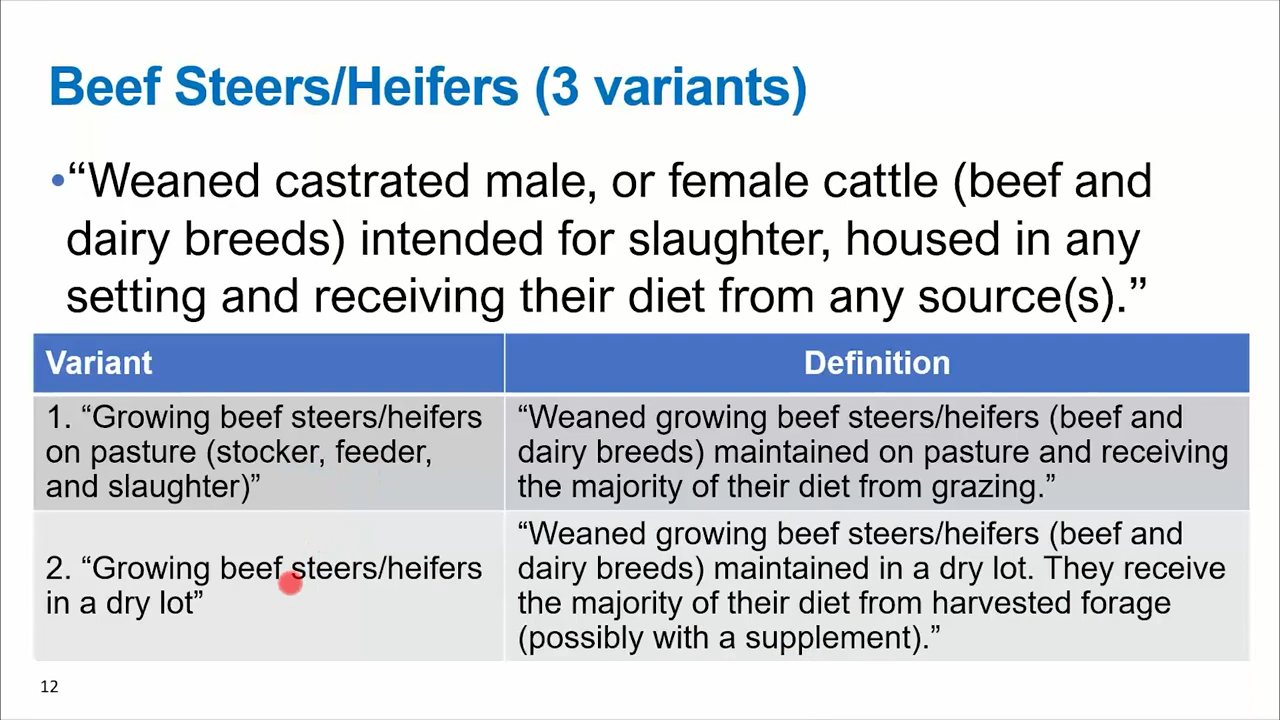 Beef Steers/Heifers (3 variants)
•“Weaned castrated male, or female cattle (beef and
dairy breeds) intended for slaughter, housed in any
setting and receiving their diet from any source(s).”
Variant
Definition
1. “Growing beef steers/heifers
on pasture (stocker, feeder,
and slaughter)”
“Weaned growing beef steers/heifers (beef and
dairy breeds) maintained on pasture and receiving
the majority of their diet from grazing.”
2. “Growing beef steers/heifers
in a dry lot”
“Weaned growing beef steers/heifers (beef and
dairy breeds) maintained in a dry lot. They receive
the majority of their diet from harvested forage
(possibly with a supplement).”
12